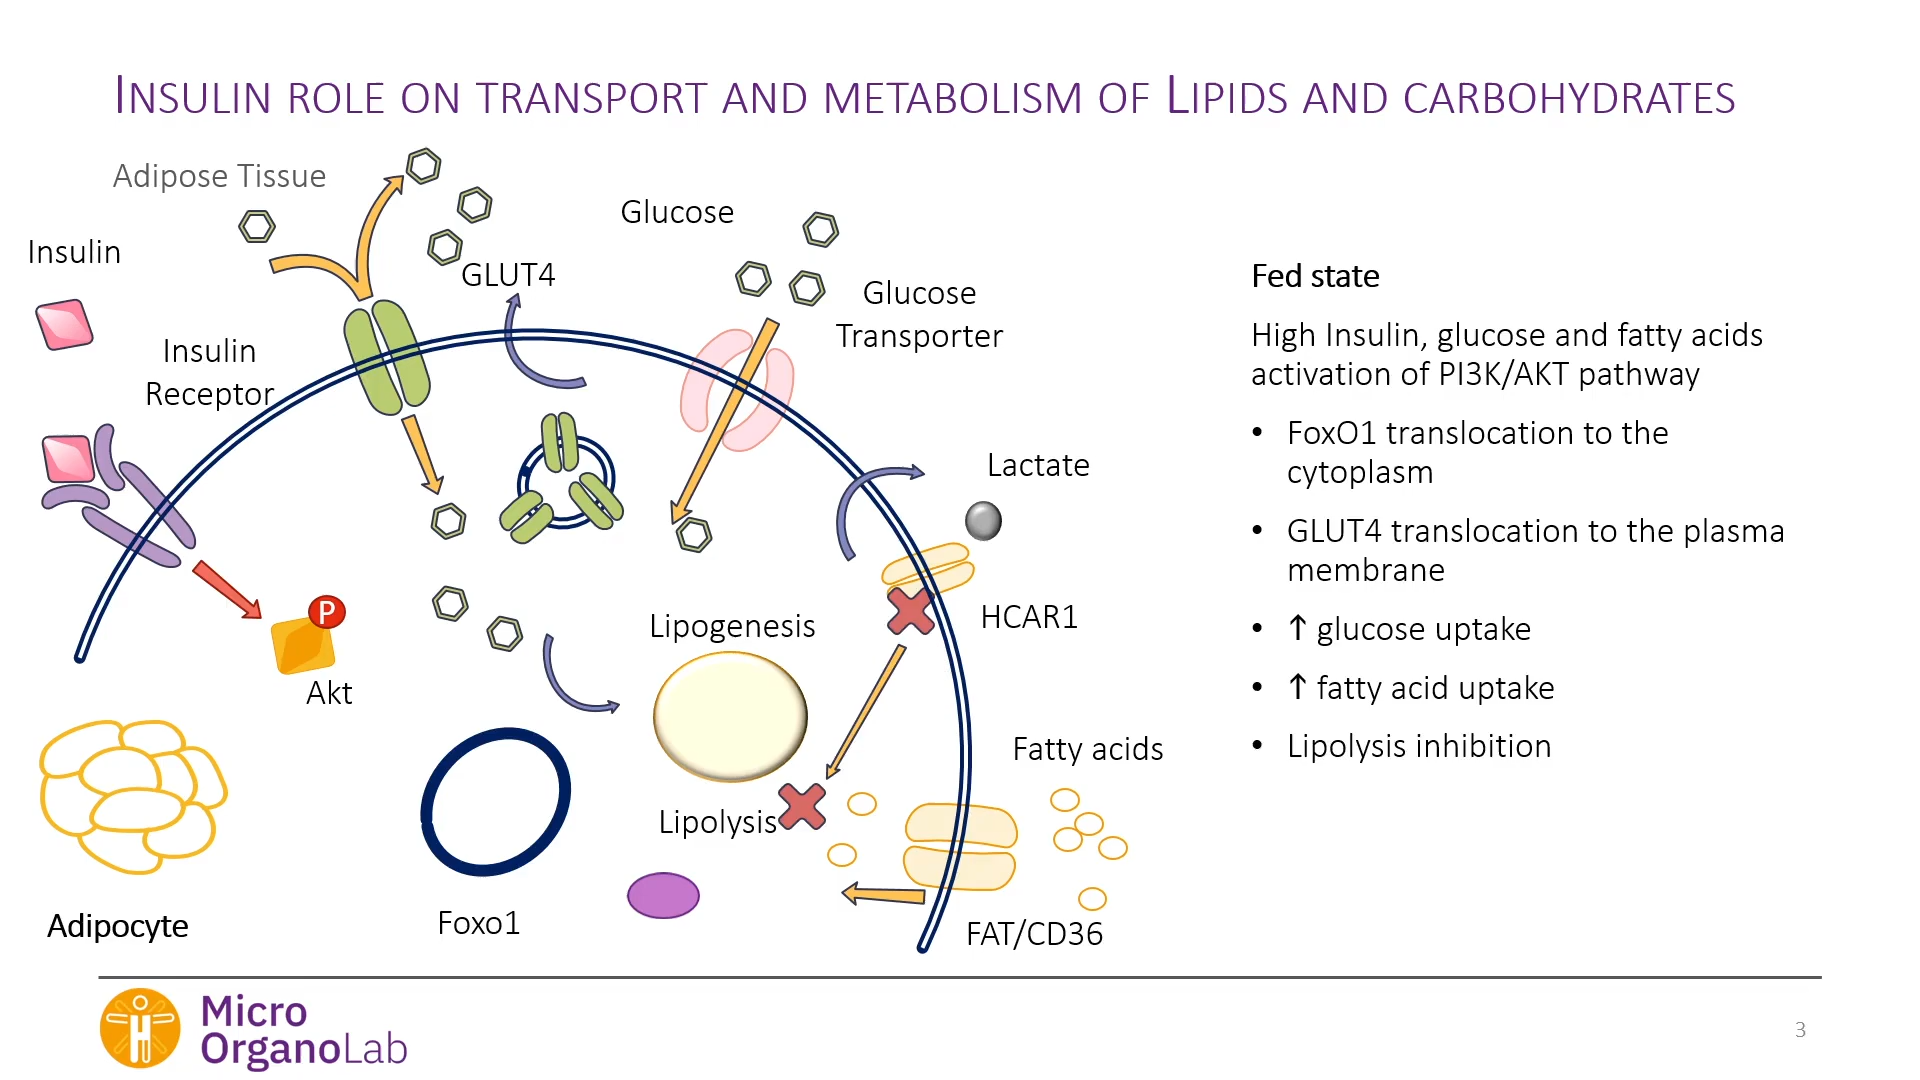 INSULIN ROLE ON TRANSPORT AND METABOLISM OF LIPIDS AND CARBOHYDRATES
Adipose Tissue
Insulin
Insulin
Receptor
GLUT4
Glucose
Glucose
Transporter
Lactate
HCAR1
P
Akt
Lipogenesis
Lipolysis
Fatty acids
FAT/CD36
Foxo1
Adipocyte
Fed state
High Insulin, glucose and fatty acids
activation of PI3K/AKT pathway
• FoxO1 translocation to the
cytoplasm
• GLUT4 translocation to the plasma
membrane
• ↑ glucose uptake
• ↑ fatty acid uptake
• Lipolysis inhibition
Micro
OrganoLab
3